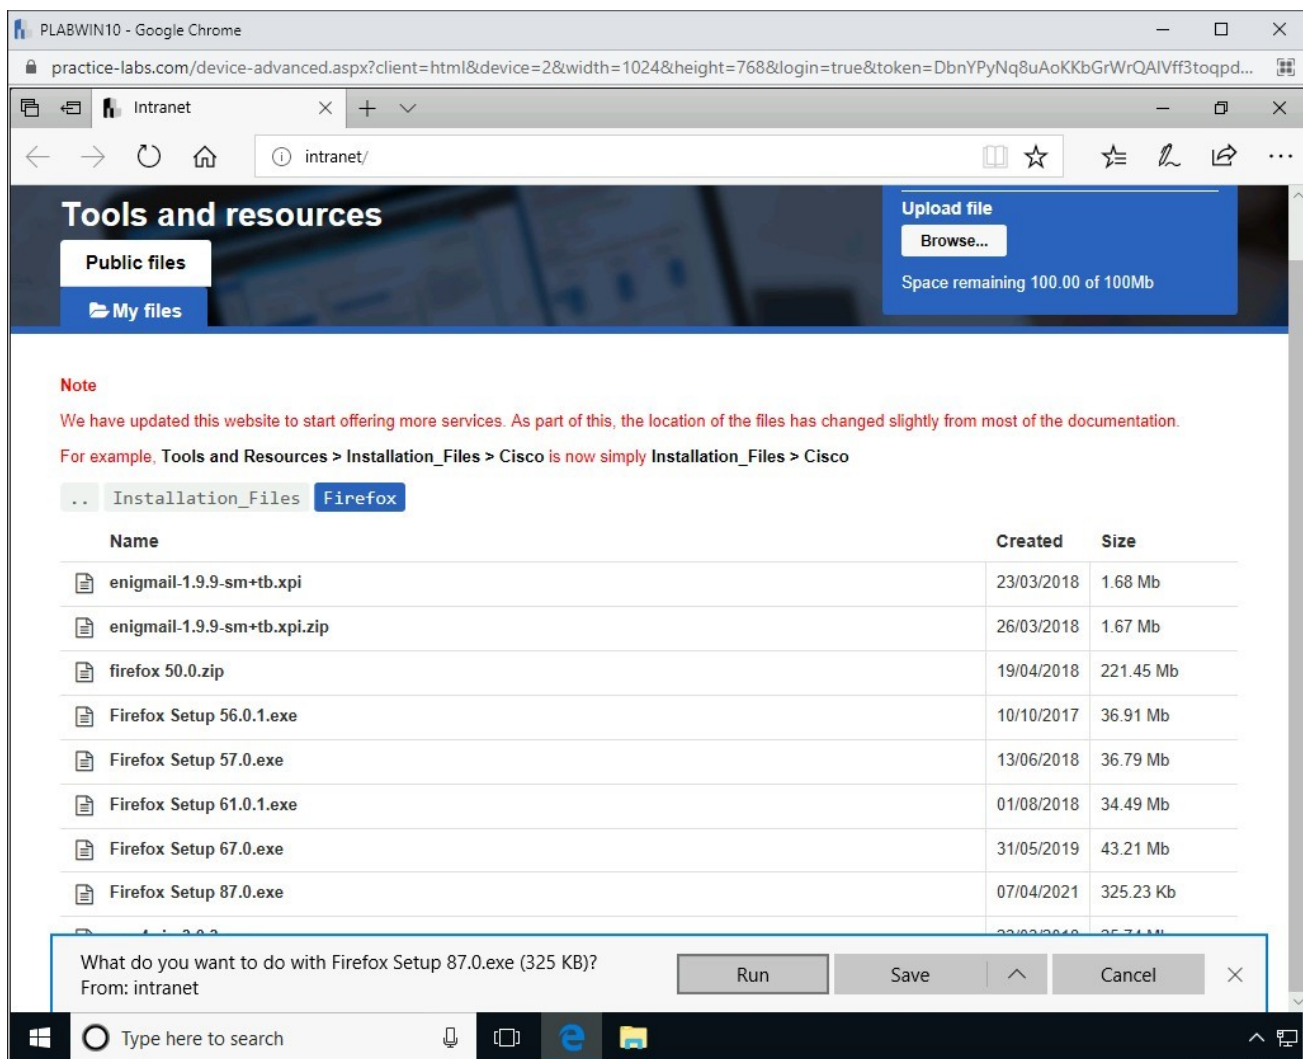 PLABWIN10 - Google Chrome
practice-labs.com/device-advanced.aspx?client=html&device=2&width=1024&height=768&login=true&token=DbnYPyNq8uAoKKbGrWrQAlVff3toqpd...
Intranet
intranet/
Tools and resources
Public files
My files
Upload file
Browse...
Space remaining 100.00 of 100Mb
Note
We have updated this website to start offering more services. As part of this, the location of the files has changed slightly from most of the documentation.
For example, Tools and Resources > Installation_Files > Cisco is now simply Installation_Files > Cisco
.. Installation_Files Firefox
Name Created Size
enigmail-1.9.9-sm+tb.xpi 23/03/2018 1.68 Mb
enigmail-1.9.9-sm+tb.xpi.zip 26/03/2018 1.67 Mb
firefox 50.0.zip 19/04/2018 221.45 Mb
Firefox Setup 56.0.1.exe 10/10/2017 36.91 Mb
Firefox Setup 57.0.exe 13/06/2018 36.79 Mb
Firefox Setup 61.0.1.exe 01/08/2018 34.49 Mb
Firefox Setup 67.0.exe 31/05/2019 43.21 Mb
Firefox Setup 87.0.exe 07/04/2021 325.23 Kb
What do you want to do with Firefox Setup 87.0.exe (325 KB)?
From: intranet
Run Save Cancel
Type here to search